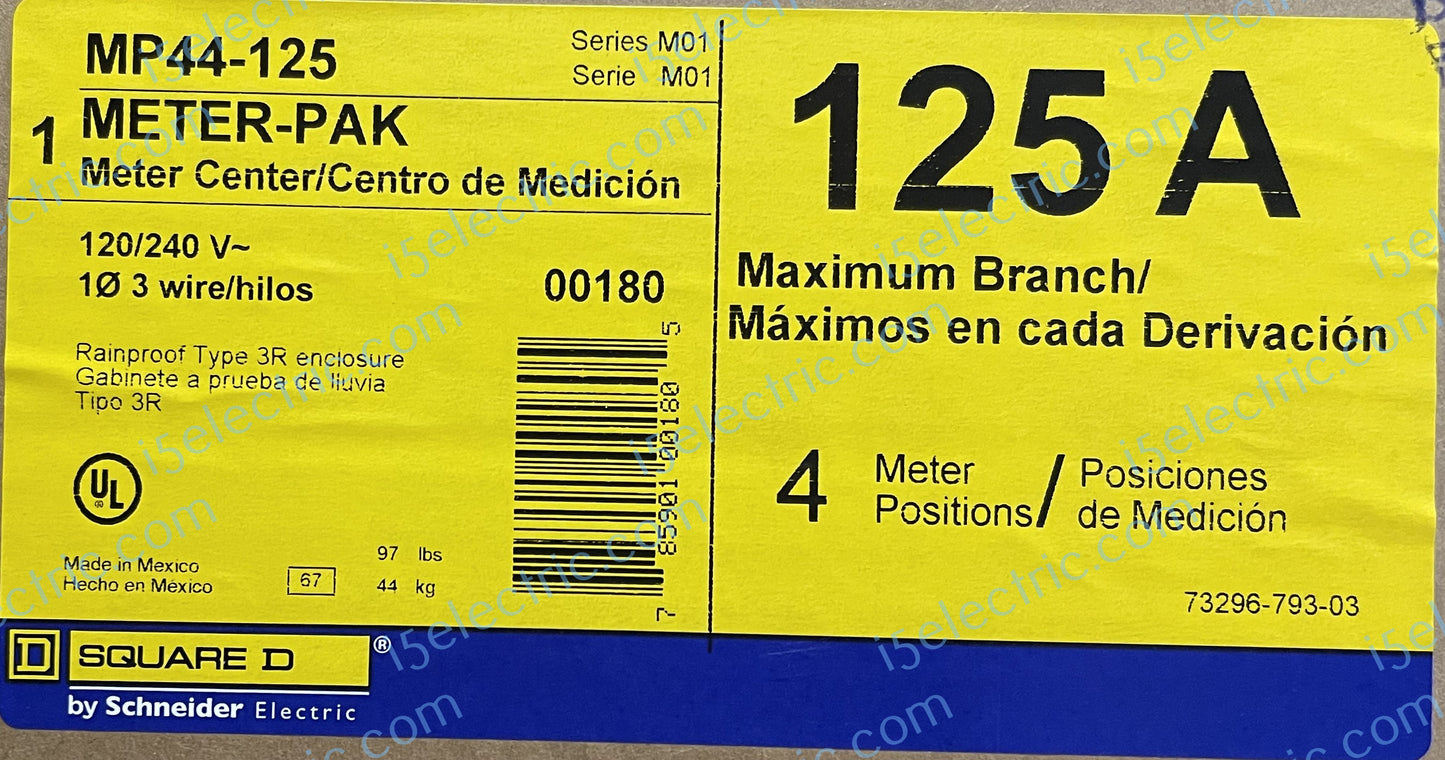 MP44-125
Series M01
Serie M01
1
METER-PAK
Meter Center/Centro de Medición
120/240 V~
1Ø 3 wire/hilos
00180
Rainproof Type 3R enclosure
Gabinete a prueba de lluvia
Tipo 3R
UL
®
7 85901 00180 5
Made in Mexico
Hecho en México
67
97 lbs
44 kg
125 A
Maximum Branch/
Máximos en cada Derivación
4
Meter
Positions/
Posiciones
de Medición
73296-793-03
D
SQUARE D
®
by Schneider Electric
i5electric.com